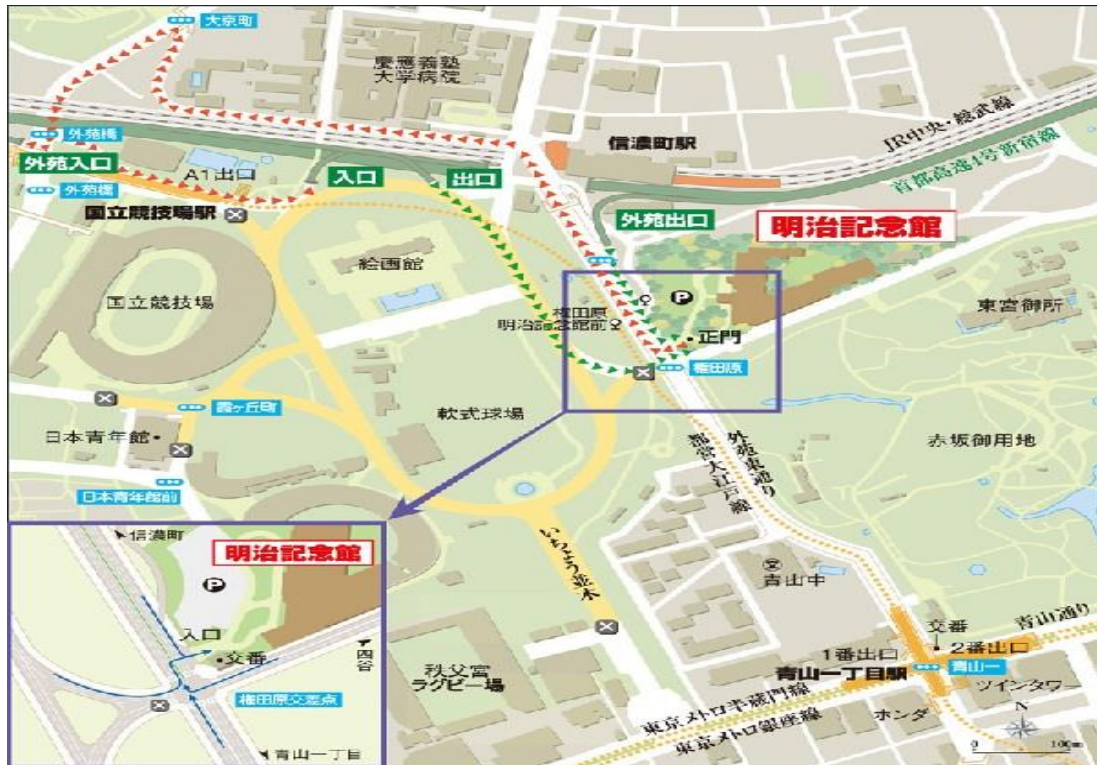 大京町
慶應義塾
大学病院
外苑橋
外苑入口
外苑橋
A1出口
国立競技場駅
入口
出口
信濃町駅
JR中央・総武線
首都高速4号新宿線
外苑出口
明治記念館
絵画館
国立競技場
権田原
明治記念館前
P
正門
権田原
東宮御所
霞ヶ丘町
軟式球場
日本青年館
日本青年館前
赤坂御用地
外苑東通り
都営大江戸線
いちょう並木
青山中
秩父宮
ラグビー場
交番
1番出口
2番出口
青山通り
青山一丁目駅
青山一
ツインタワー
ホンダ
東京メトロ半蔵門線
東京メトロ銀座線
N
0 100m
信濃町
明治記念館
P
入口
交番
四谷
権田原交差点
青山一丁目